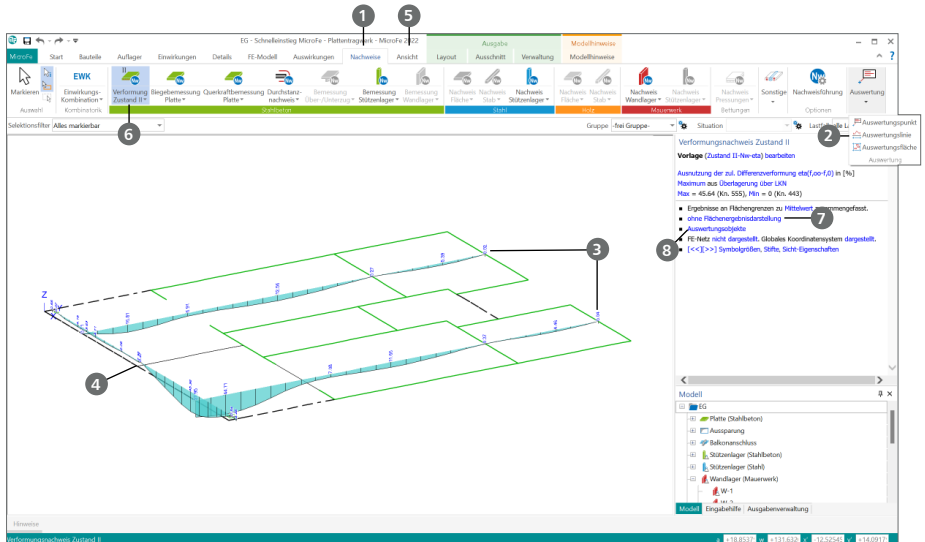 1
5
EG - Schnelleinstieg MicroFe - Plattentragwerk - MicroFe 2022
Ausgabe
Modellhinweise
MicroFe
Start
Bauteile
Auflager
Einwirkungen
Details
FE-Modell
Auswirkungen
Nachweise
Ansicht
Layout
Ausschnitt
Verwaltung
Modellhinweise
Markieren
EWK
Einwirkungs-
Kombination
Verformung
Zustand II
Biegebemessung
Platte
Querkraftbemessung
Platte
Durchstanz-
nachweis
Bemessung
Über-/Unterzug
Bemessung
Stützenlager
Bemessung
Wandlager
Nachweis
Fläche
Nachweis
Stab
Nachweis
Stützenlager
Nachweis
Fläche
Nachweis
Stab
Nachweis
Wandlager
Nachweis
Stützenlager
Nachweis
Pressungen
Sonstige
Nachweisführung
Auswertung
Auswahl
Kombinatorik
Stahlbeton
Stahl
Holz
Mauerwerk
Bettungen
Optionen
6
Selektionsfilter
Alles markierbar
Gruppe
-freie Gruppe-
Situation
Lastfall
2
Auswertungspunkt
Auswertungslinie
Auswertungsfläche
Auswertung
Verformungsnachweis Zustand II
Vorlage (Zustand II-Nw-eta) bearbeiten
Ausnutzung der zul. Differenzverformung eta(f,oo-f,0) in [%]
Maximum aus Überlagerung über LKN
Max = 45.64 (Kn. 555), Min = 0 (Kn. 443)
Ergebnisse an Flächengrenzen zu Mittelwert zusammengefasst.
ohne Flächenergebnisdarstellung
7
Auswertungsobjekte
8
FE-Netz nicht dargestellt. Globales Koordinatensystem dargestellt.
[<<][>>] Symbolgrößen, Stifte, Sicht-Eigenschaften
3
4
Z
Y
X
Modell
EG
Platte (Stahlbeton)
Aussparung
Balkonanschluss
Stützenlager (Stahlbeton)
Stützenlager (Stahl)
Wandlager (Mauerwerk)
W-1
Modell
Eingabehilfe
Ausgabenverwaltung
Hinweise
Verformungsnachweis Zustand II